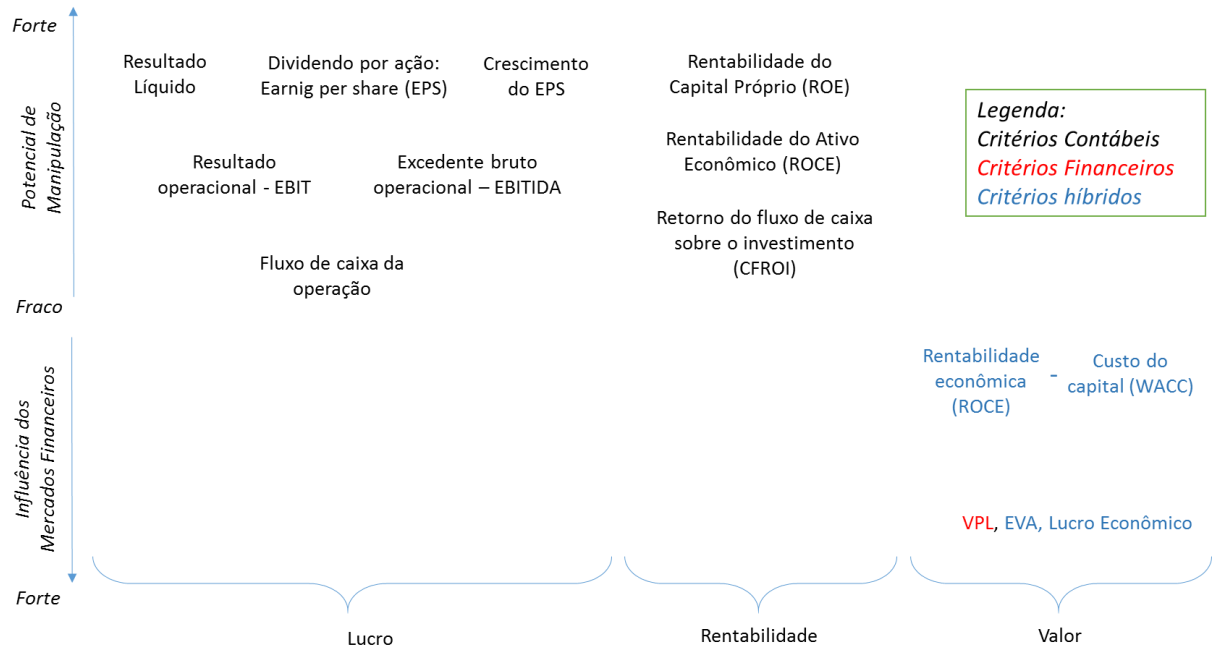 Forte
Resultado
Líquido
Dividendo por ação:
Earnig per share (EPS)
Crescimento
do EPS
Rentabilidade do
Capital Próprio (ROE)
Legenda:
Critérios Contábeis
Critérios Financeiros
Critérios híbridos
Potencial de
Manipulação
Resultado
operacional - EBIT
Excedente bruto
operacional – EBITIDA
Rentabilidade do Ativo
Econômico (ROCE)
Retorno do fluxo de caixa
sobre o investimento
(CFROI)
Fluxo de caixa da
operação
Fraco
Influência dos
Mercados Financeiros
Rentabilidade
econômica
(ROCE)
-
Custo do
capital (WACC)
VPL, EVA, Lucro Econômico
Forte
Lucro
Rentabilidade
Valor